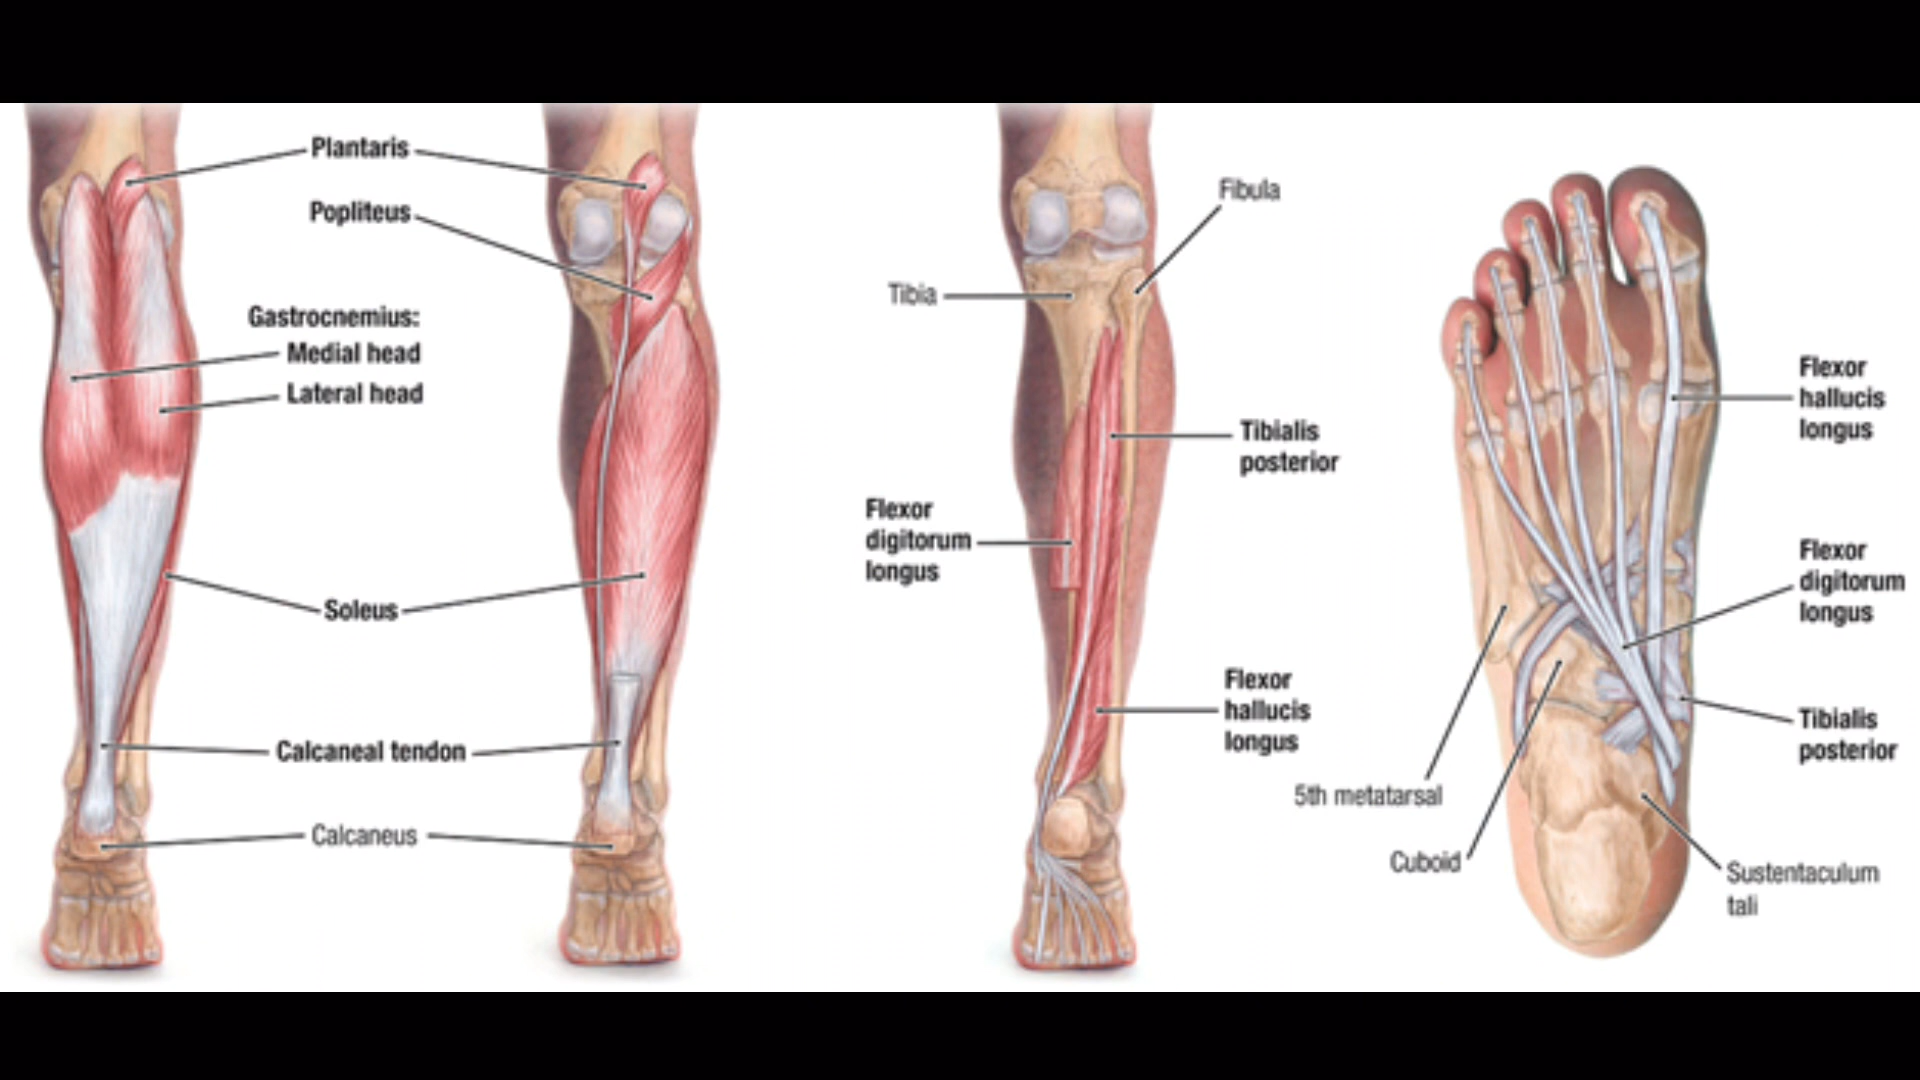 Plantaris
Popliteus
Gastrocnemius:
Medial head
Lateral head
Soleus
Calcaneal tendon
Calcaneus
Fibula
Tibia
Tibialis
posterior
Flexor
digitorum
longus
Flexor
hallucis
longus
Flexor
hallucis
longus
Flexor
digitorum
longus
Tibialis
posterior
5th metatarsal
Cuboid
Sustentaculum
tali